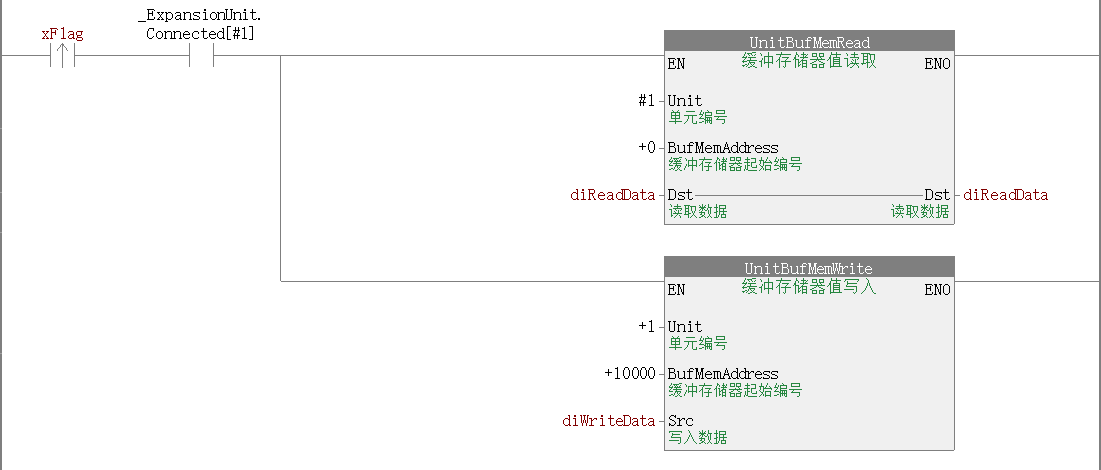 _ExpansionUnit.
xFlag
Connected[#1]
UnitBufMemRead
EN
缓冲存储器值读取
ENO
#1
Unit
单元编号
+0
BufMemAddress
缓冲存储器起始编号
diReadData
Dst
Dst
diReadData
读取数据
读取数据
UnitBufMemWrite
EN
缓冲存储器值写入
ENO
+1
Unit
单元编号
+10000
BufMemAddress
缓冲存储器起始编号
diWriteData
Src
写入数据